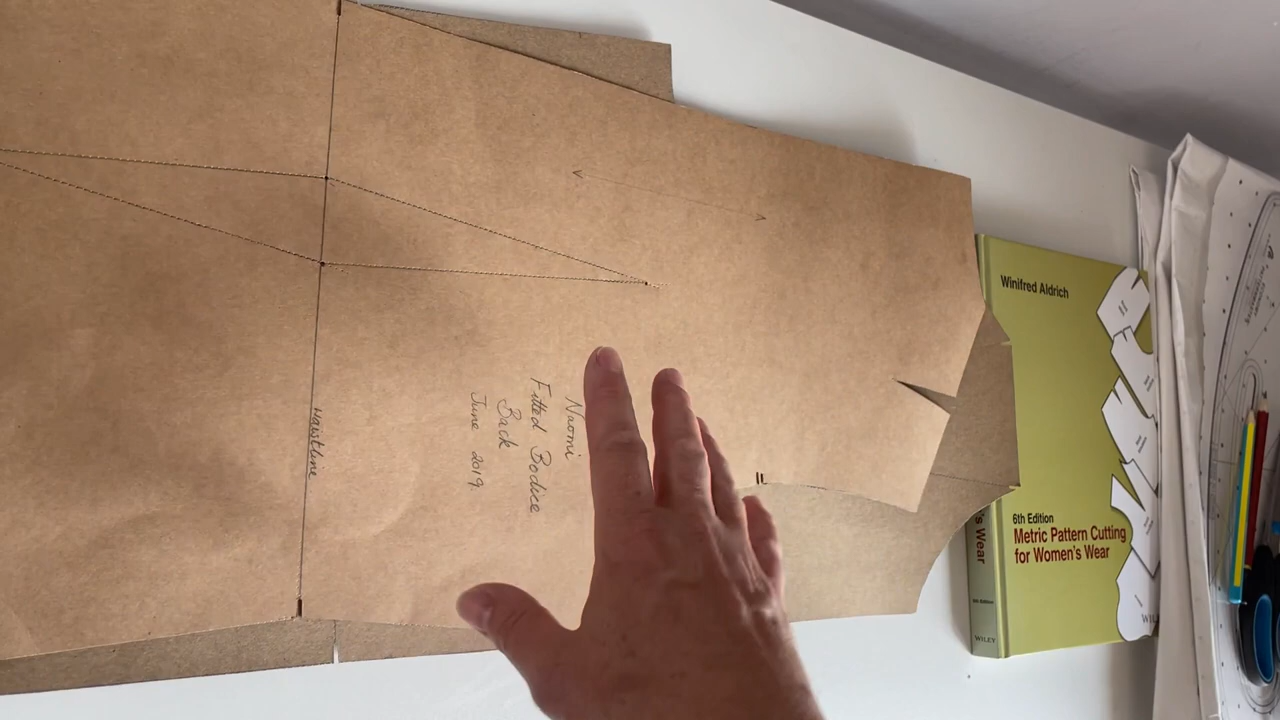 Naomi
Fitted Bodice
Back
June 2019.
Waistline
Winifred Aldrich
6th Edition
Metric Pattern Cutting
for Women's Wear
's Wear
WILEY